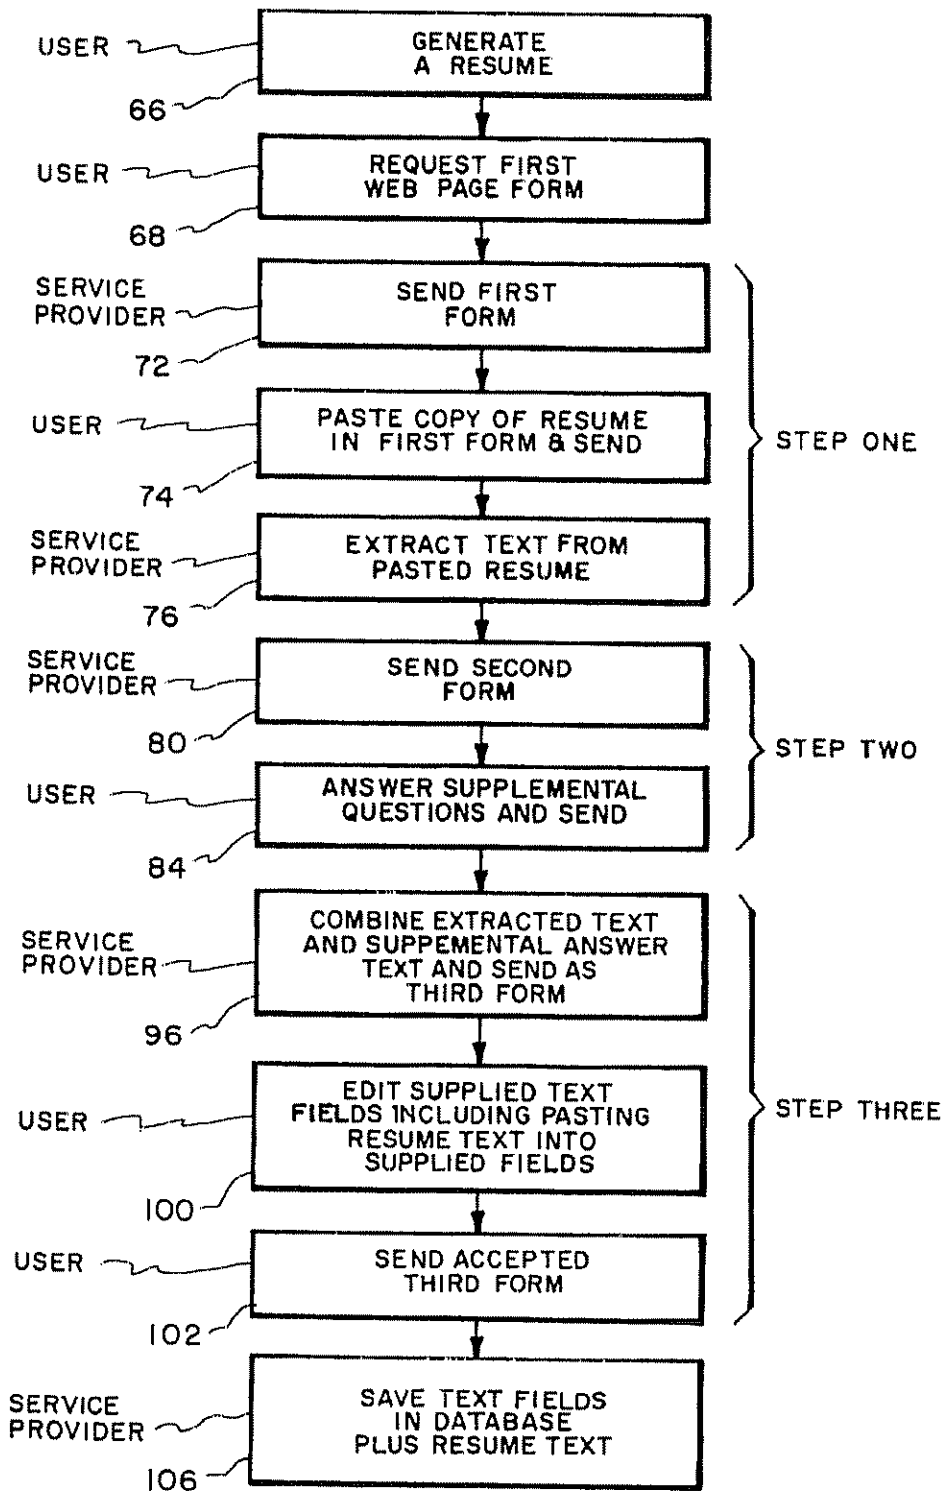 USER
GENERATE
A RESUME
66
USER
REQUEST FIRST
WEB PAGE FORM
68
SERVICE
PROVIDER
SEND FIRST
FORM
72
USER
PASTE COPY OF RESUME
IN FIRST FORM & SEND
74
SERVICE
PROVIDER
EXTRACT TEXT FROM
PASTED RESUME
76
STEP ONE
SERVICE
PROVIDER
SEND SECOND
FORM
80
USER
ANSWER SUPPLEMENTAL
QUESTIONS AND SEND
84
STEP TWO
SERVICE
PROVIDER
COMBINE EXTRACTED TEXT
AND SUPPEMENTAL ANSWER
TEXT AND SEND AS
THIRD FORM
96
USER
EDIT SUPPLIED TEXT
FIELDS INCLUDING PASTING
RESUME TEXT INTO
SUPPLIED FIELDS
100
USER
SEND ACCEPTED
THIRD FORM
102
STEP THREE
SERVICE
PROVIDER
SAVE TEXT FIELDS
IN DATABASE
PLUS RESUME TEXT
106